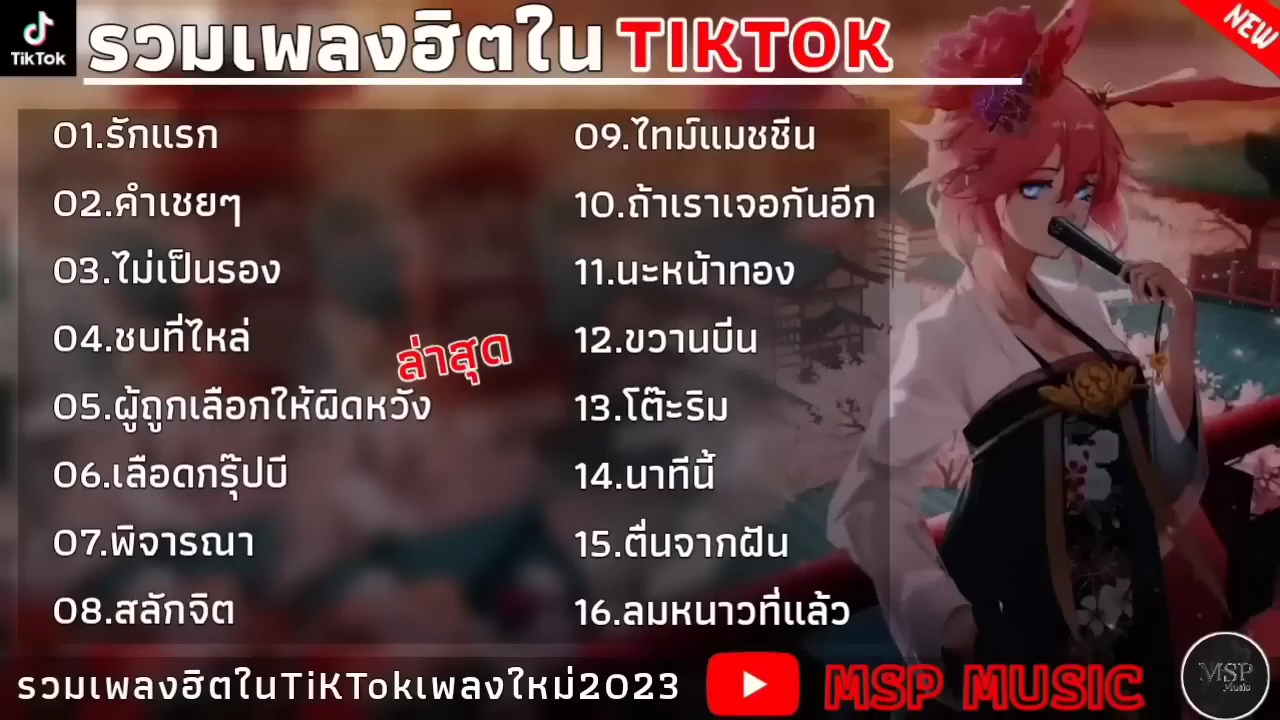 TikTok
รวมเพลงฮิตใน TIKTOK
NEW
01.รักแรก
02.คำเชยๆ
03.ไม่เป็นรอง
04.ชบที่ไหล่
05.ผู้ถูกเลือกให้ผิดหวัง
06.เลือดกรุ๊ปบี
07.พิจารณา
08.สลักจิต
ล่าสุด
09.ไทม์แมชชีน
10.ถ้าเราเจอกันอีก
11.นะหน้าทอง
12.ขวานบีน
13.โต๊ะริม
14.นาทีนี้
15.ตื่นจากฝัน
16.ลมหนาวที่แล้ว
รวมเพลงฮิตในTiKTokเพลงใหม่2023
MSP MUSIC
MSP
Music